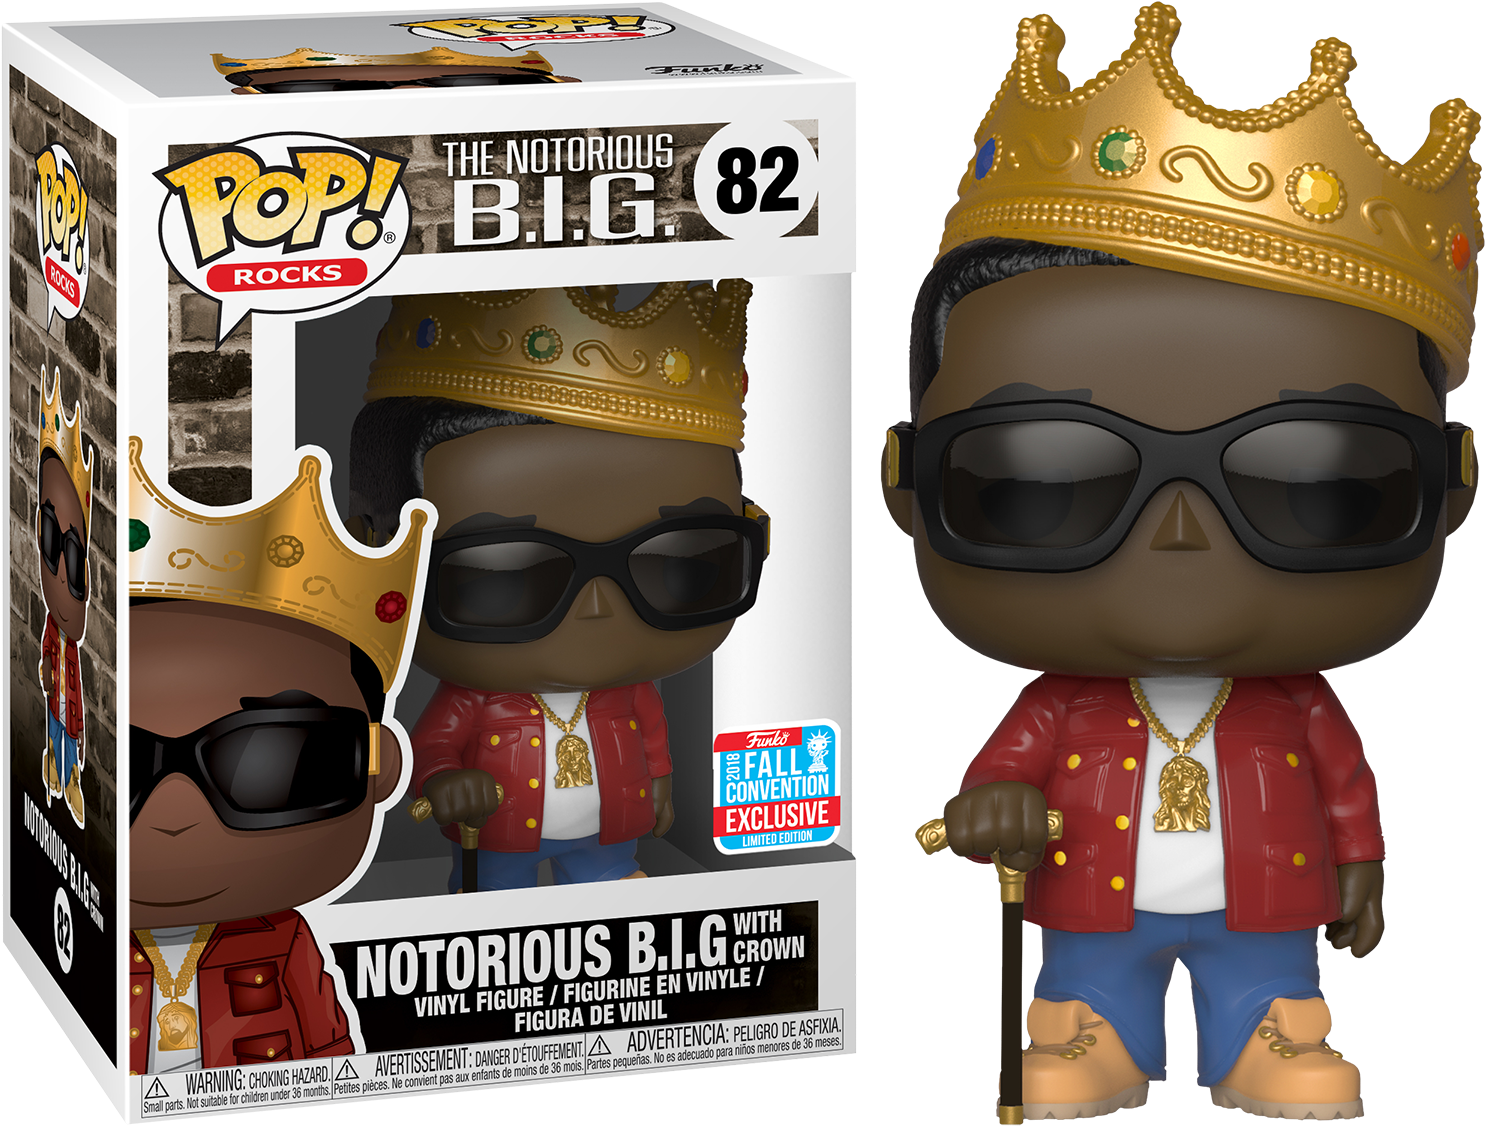 POP!
ROCKS
Funko
POP!®
ROCKS
THE NOTORIOUS
B.I.G.
82
POP!
ROCKS
NOTORIOUS B.I.G WITH
CROWN
82
Funko
2018
FALL
CONVENTION
EXCLUSIVE
LIMITED EDITION
NOTORIOUS B.I.G WITH
CROWN
VINYL FIGURE / FIGURINE EN VINYLE /
FIGURA DE VINIL
⚠ WARNING: CHOKING HAZARD.
Small parts. Not suitable for children under 36 months.
⚠ AVERTISSEMENT: DANGER D'ÉTOUFFEMENT.
Petites pièces. Ne convient pas aux enfants de moins de 36 mois.
⚠ ADVERTENCIA: PELIGRO DE ASFIXIA.
Partes pequeñas. No es adecuado para niños menores de 36 meses.